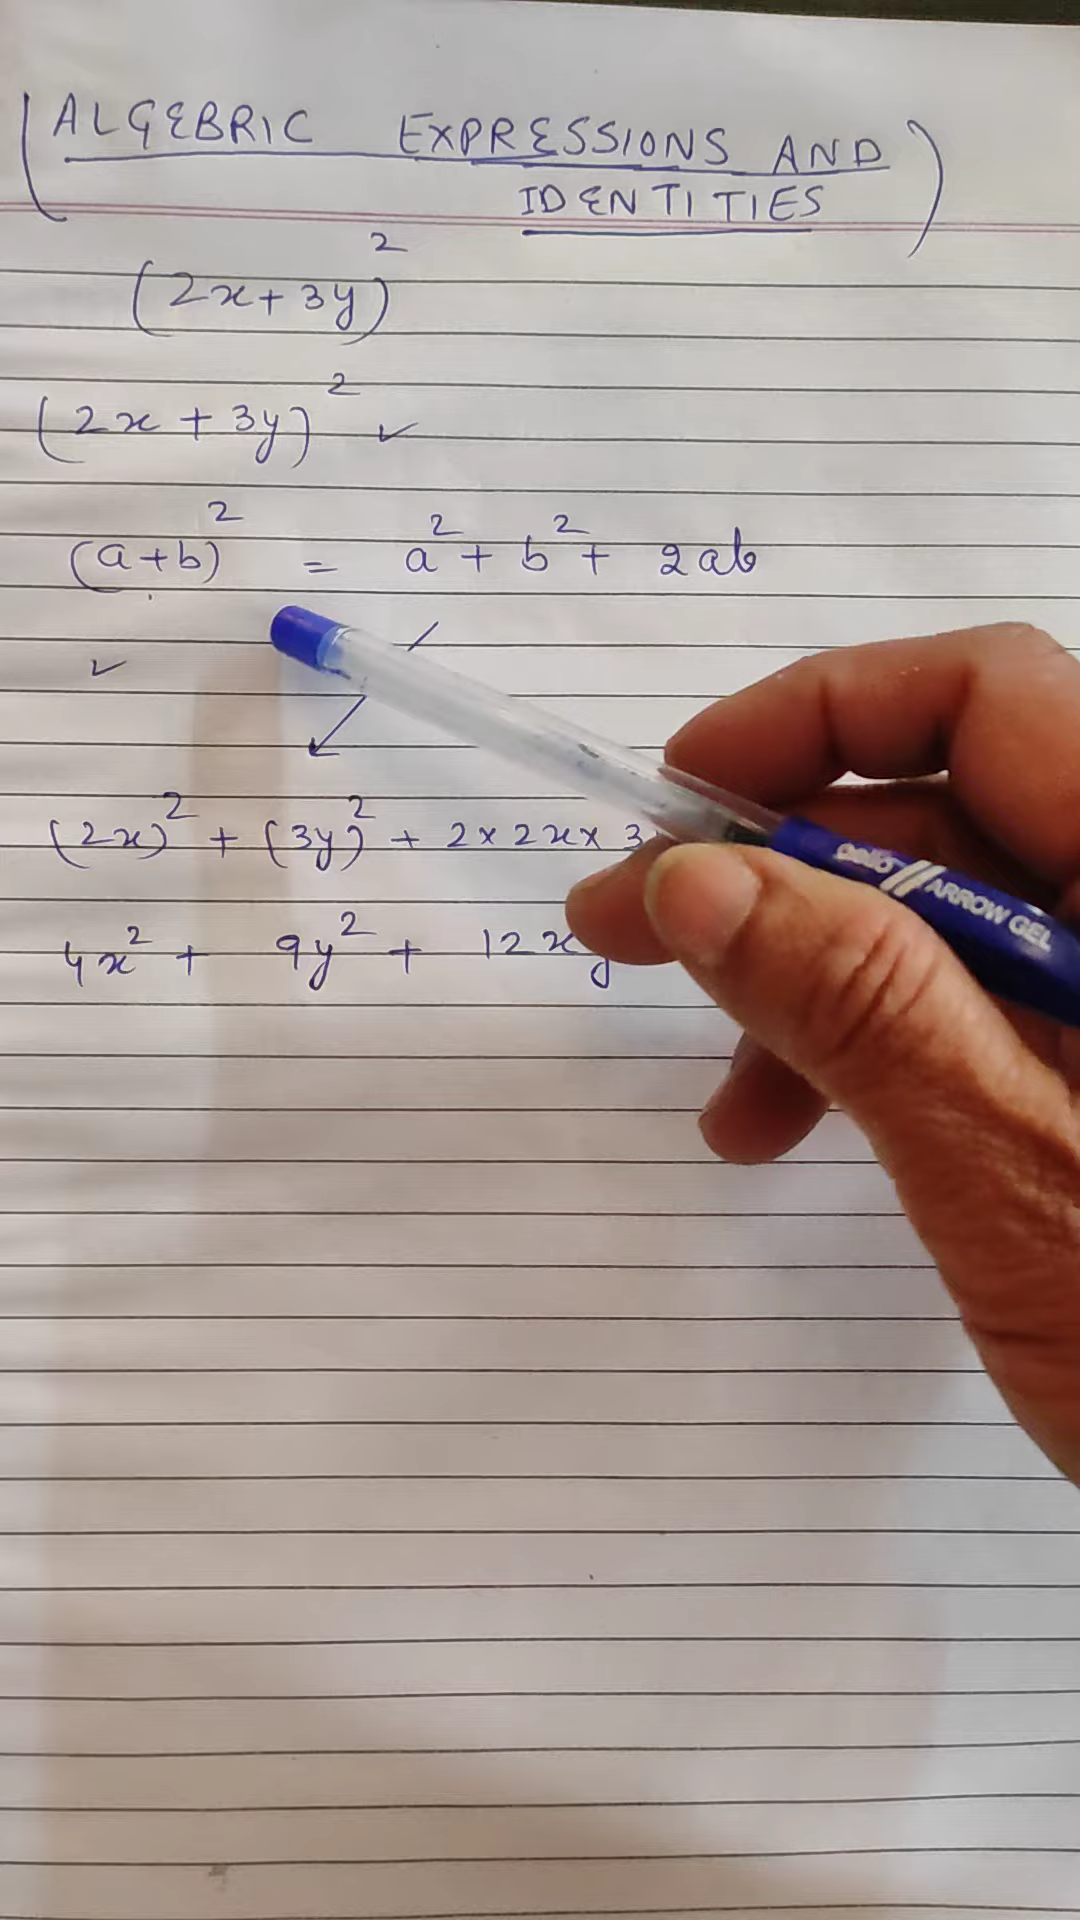 (ALGEBRIC EXPRESSIONS AND
IDENTITIES)
(2x+3y)²
(2x+3y)² ✓
(a+b)² = a²+b²+2ab
✓
(2x)²+(3y)²+2×2x×3
4x²+9y²+12xy
cello ARROW GEL